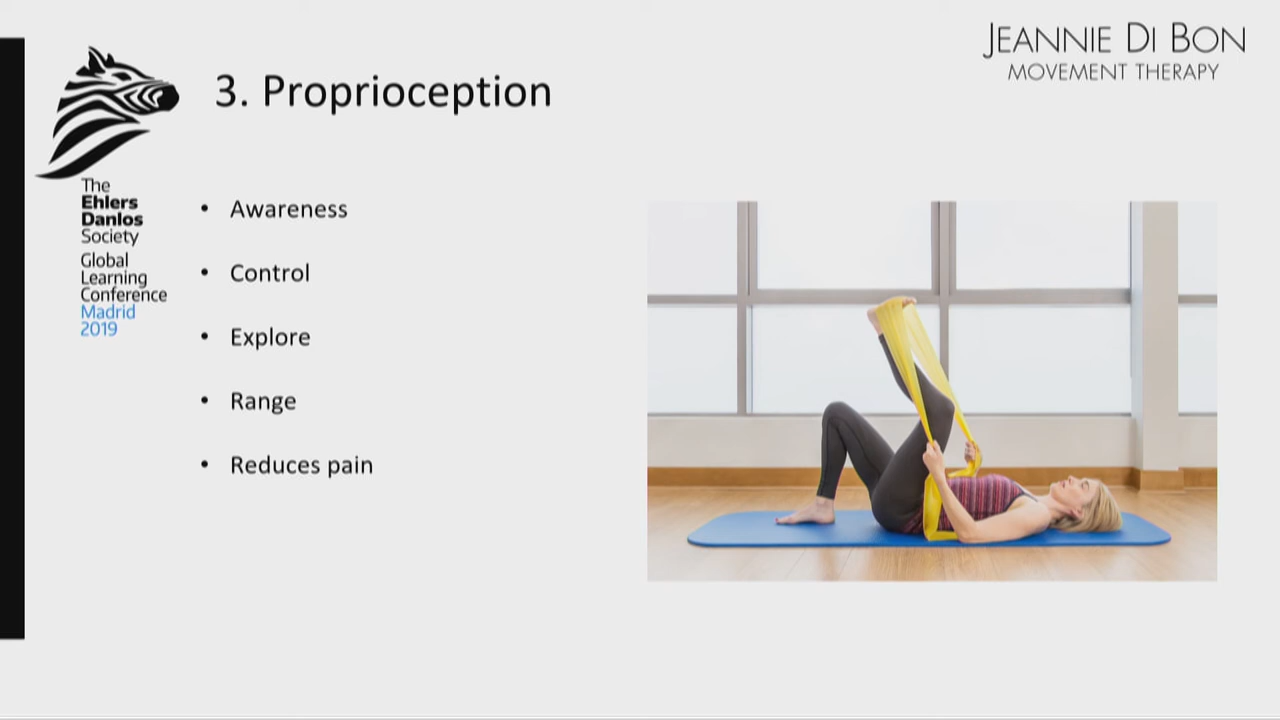 JEANNIE DI BON
MOVEMENT THERAPY
3. Proprioception
The
Ehlers
Danlos
Society
Global
Learning
Conference
Madrid
2019
• Awareness
• Control
• Explore
• Range
• Reduces pain